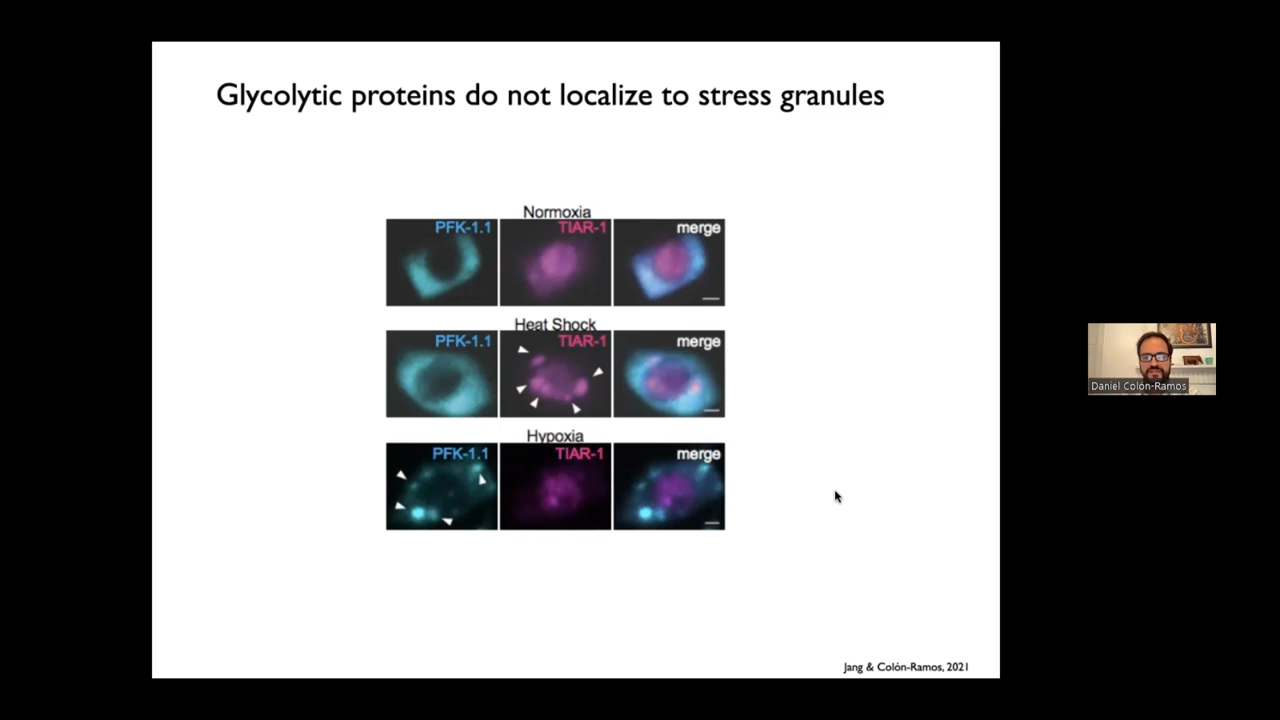 Glycolytic proteins do not localize to stress granules
Normoxia
PFK-1.1 TIAR-1 merge
Heat Shock
PFK-1.1 TIAR-1 merge
Hypoxia
PFK-1.1 TIAR-1 merge
Daniel Colón-Ramos
Jang & Colón-Ramos, 2021